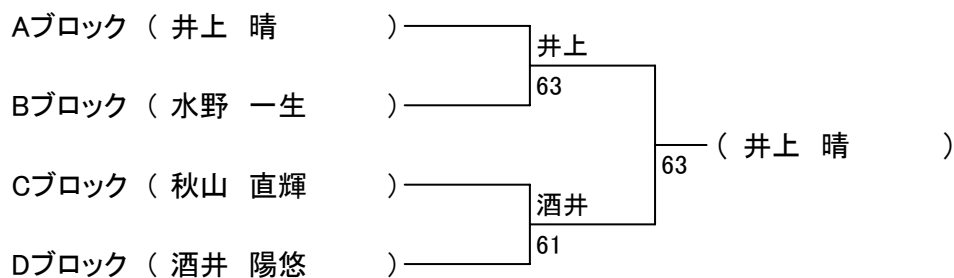 Aブロック ( 井上 晴 )
井上
63
Bブロック ( 水野 一生 )
63 ( 井上 晴 )
Cブロック ( 秋山 直輝 )
酒井
61
Dブロック ( 酒井 陽悠 )